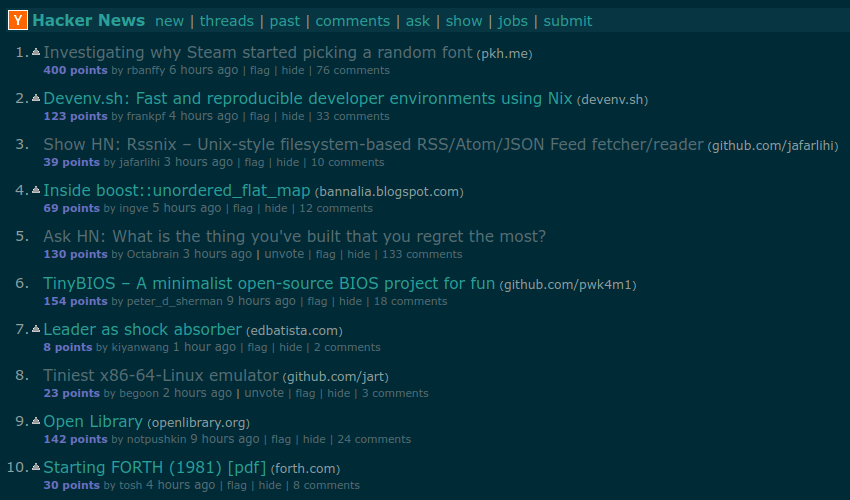 Y Hacker News new | threads | past | comments | ask | show | jobs | submit
1. Investigating why Steam started picking a random font (pkh.me)
400 points by rbanffy 6 hours ago | flag | hide | 76 comments
2. Devenv.sh: Fast and reproducible developer environments using Nix (devenv.sh)
123 points by frankpf 4 hours ago | flag | hide | 33 comments
3. Show HN: Rssnix – Unix-style filesystem-based RSS/Atom/JSON Feed fetcher/reader (github.com/jafarlihi)
39 points by jafarlihi 3 hours ago | flag | hide | 10 comments
4. Inside boost::unordered_flat_map (bannalia.blogspot.com)
69 points by ingve 5 hours ago | flag | hide | 12 comments
5. Ask HN: What is the thing you've built that you regret the most?
130 points by Octabrain 3 hours ago | unvote | flag | hide | 133 comments
6. TinyBIOS – A minimalist open-source BIOS project for fun (github.com/pwk4m1)
154 points by peter_d_sherman 9 hours ago | flag | hide | 18 comments
7. Leader as shock absorber (edbatista.com)
8 points by kiyanwang 1 hour ago | flag | hide | 2 comments
8. Tiniest x86-64-Linux emulator (github.com/jart)
23 points by begoon 2 hours ago | unvote | flag | hide | 3 comments
9. Open Library (openlibrary.org)
142 points by notpushkin 9 hours ago | flag | hide | 24 comments
10. Starting FORTH (1981) [pdf] (forth.com)
30 points by tosh 4 hours ago | flag | hide | 8 comments